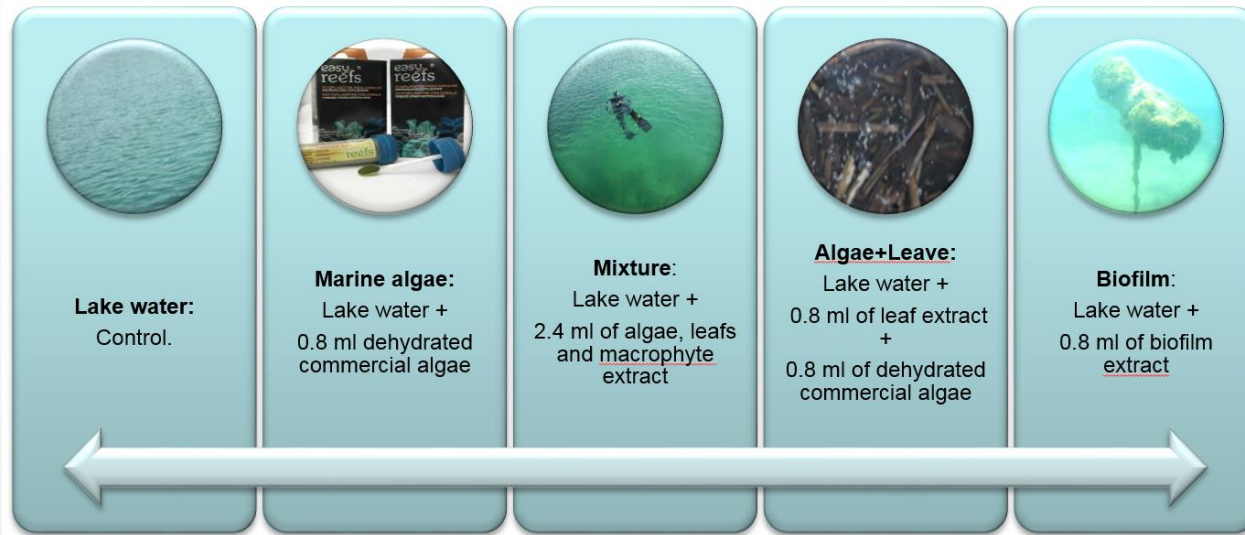 Lake water:
Control.
easy
reefs
easy
reefs
reefs
Marine algae:
Lake water +
0.8 ml dehydrated
commercial algae
Mixture:
Lake water +
2.4 ml of algae, leafs
and macrophyte
extract
Algae+Leave:
Lake water +
0.8 ml of leaf extract
+
0.8 ml of dehydrated
commercial algae
Biofilm:
Lake water +
0.8 ml of biofilm
extract